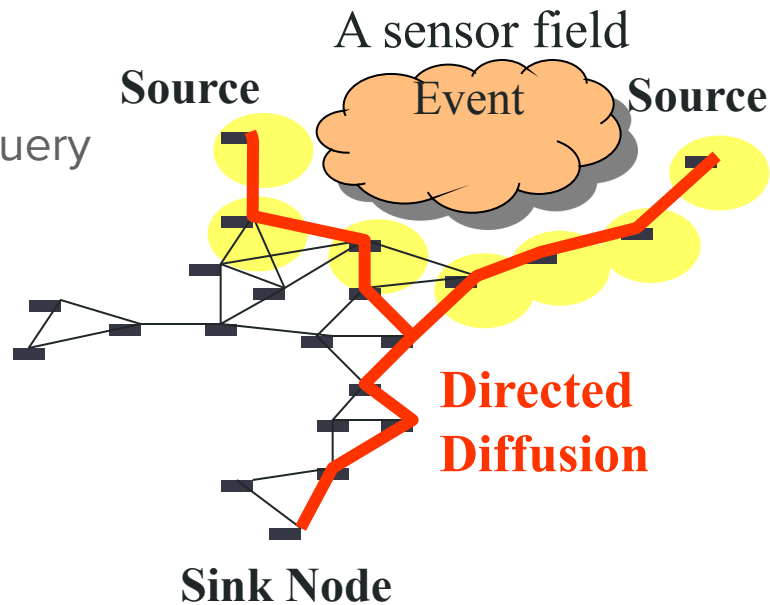 A sensor field
Source
Event
Source
uery
Directed
Diffusion
Sink Node